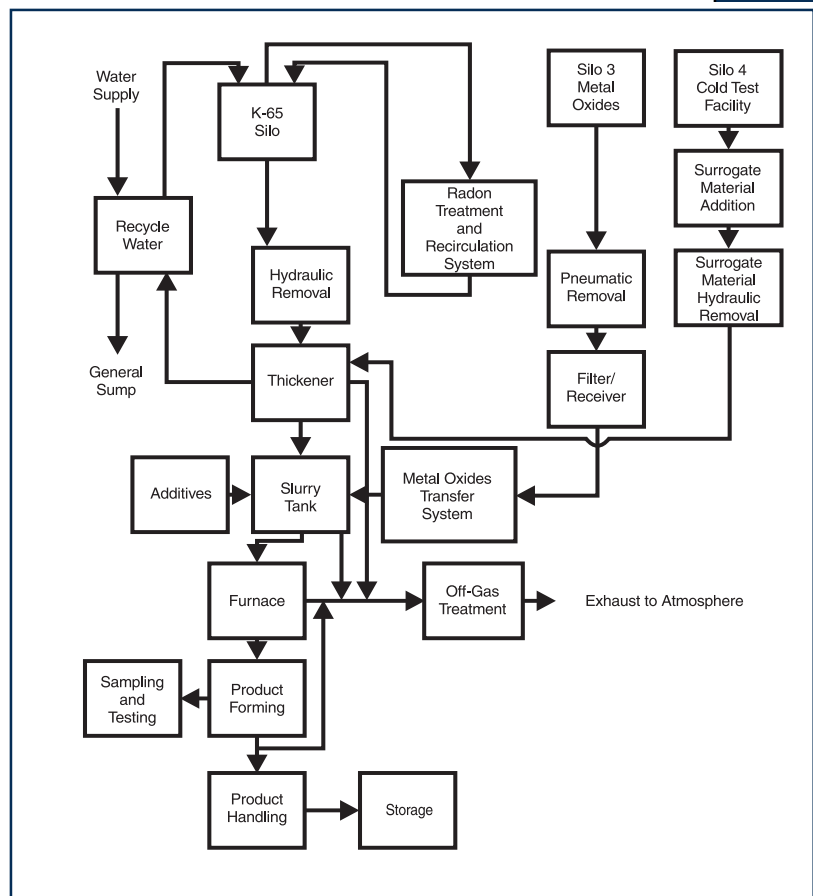 Water
Supply
K-65
Silo
Silo 3
Metal
Oxides
Silo 4
Cold Test
Facility
Recycle
Water
Radon
Treatment
and
Recirculation
System
Surrogate
Material
Addition
Hydraulic
Removal
Pneumatic
Removal
Surrogate
Material
Hydraulic
Removal
General
Sump
Thickener
Filter/
Receiver
Additives
Slurry
Tank
Metal Oxides
Transfer
System
Furnace
Off-Gas
Treatment
Exhaust to Atmosphere
Sampling
and
Testing
Product
Forming
Product
Handling
Storage